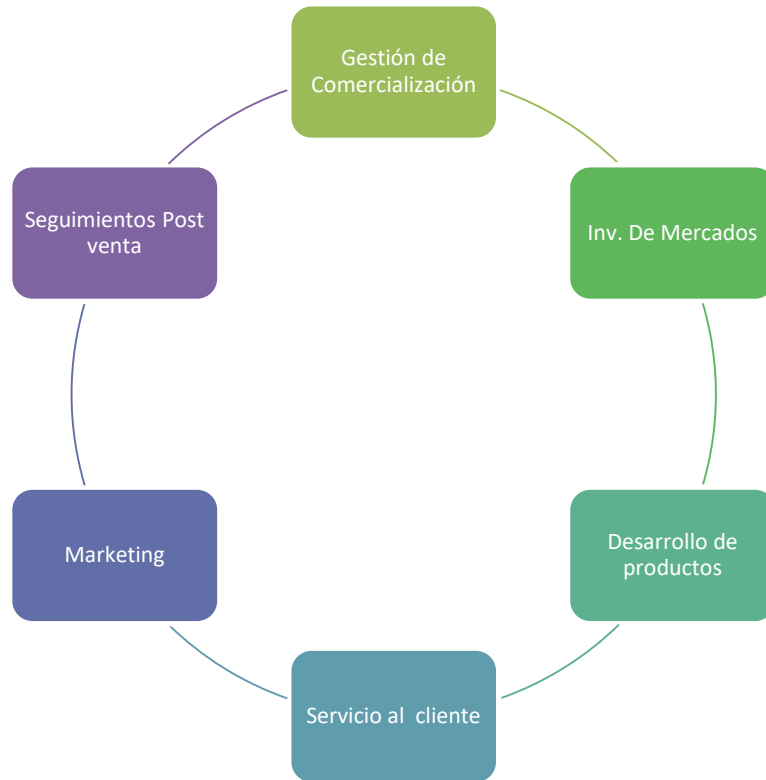 Gestión de
Comercialización
Inv. De Mercados
Desarrollo de
productos
Servicio al  cliente
Marketing
Seguimientos Post
venta